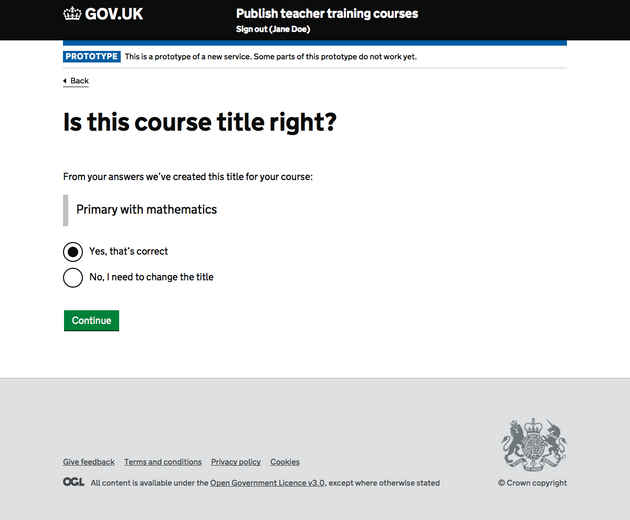 GOV.UK
Publish teacher training courses
Sign out (Jane Doe)
PROTOTYPE This is a prototype of a new service. Some parts of this prototype do not work yet.
Back
Is this course title right?
From your answers we've created this title for your course:
Primary with mathematics
Yes, that's correct
No, I need to change the title
Continue
Give feedback Terms and conditions Privacy policy Cookies
OGL All content is available under the Open Government Licence v3.0, except where otherwise stated
© Crown copyright